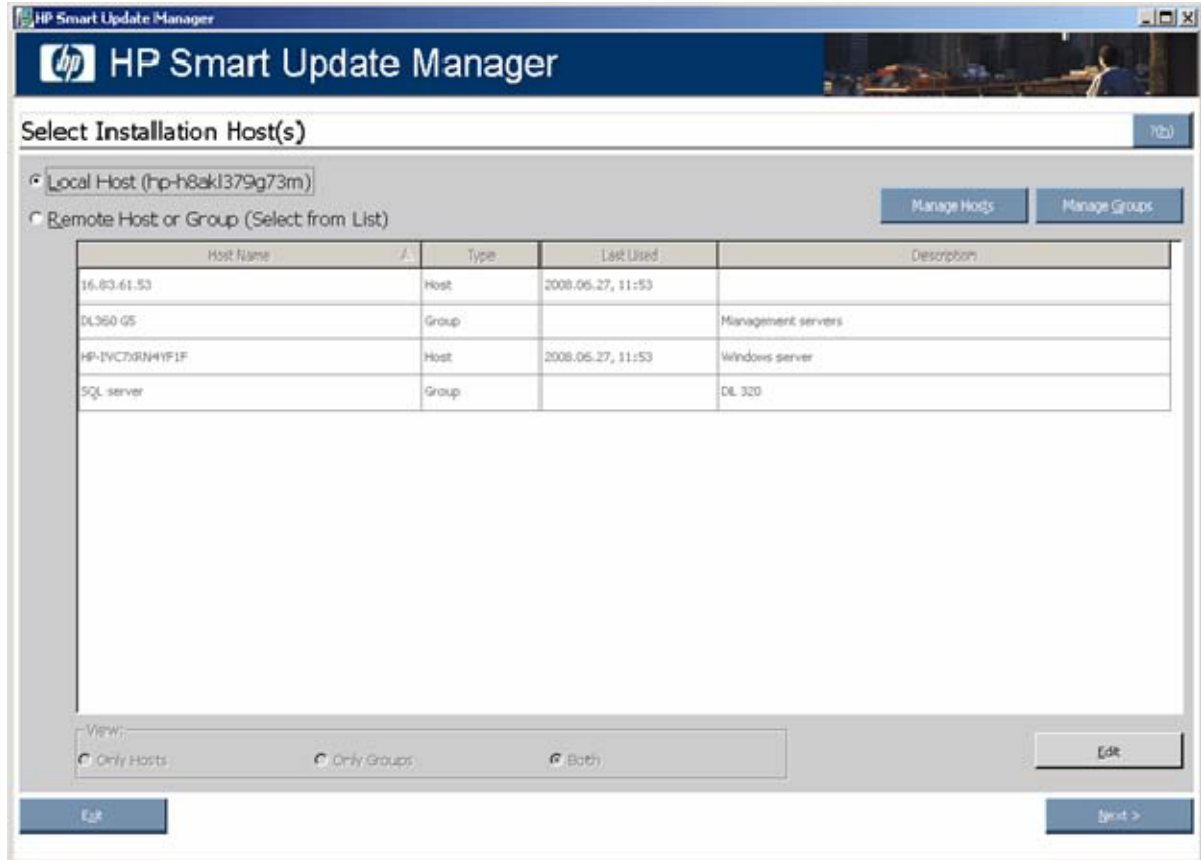 HP Smart Update Manager
hp HP Smart Update Manager
Select Installation Host(s)
?(h)
Local Host (hp-h8akl379g73m)
Remote Host or Group (Select from List)
Manage Hosts
Manage Groups
Host Name Type Last Used Description
16.83.61.53 Host 2008.06.27, 11:53
DL360 G5 Group Management servers
Host 2008.06.27, 11:53 Windows server
SQL server Group DL 320
View:
Only Hosts Only Groups Both
Edit
Exit
Next >